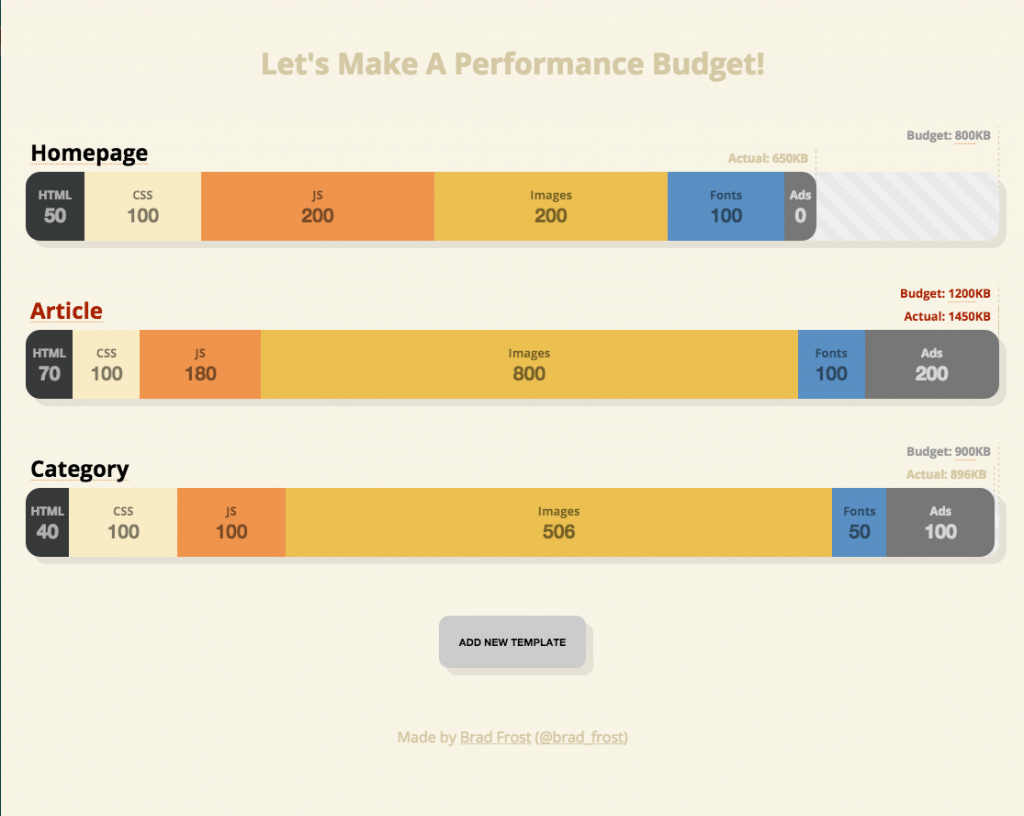 Let's Make A Performance Budget!
Budget: 800KB
Homepage
Actual: 650KB
HTML CSS JS Images Fonts Ads
50 100 200 200 100 0
Budget: 1200KB
Article
Actual: 1450KB
HTML CSS JS Images Fonts Ads
70 100 180 800 100 200
Budget: 900KB
Category
Actual: 896KB
HTML CSS JS Images Fonts Ads
40 100 100 506 50 100
ADD NEW TEMPLATE
Made by Brad Frost (@brad_frost)